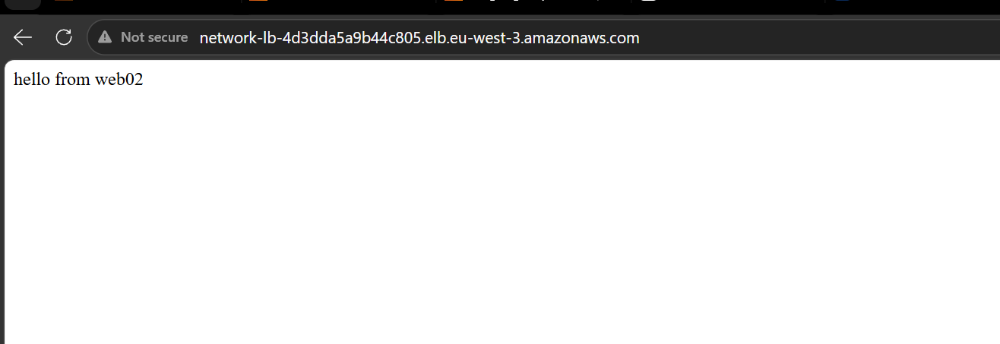 Not secure network-lb-4d3dda5a9b44c805.elb.eu-west-3.amazonaws.com
hello from web02